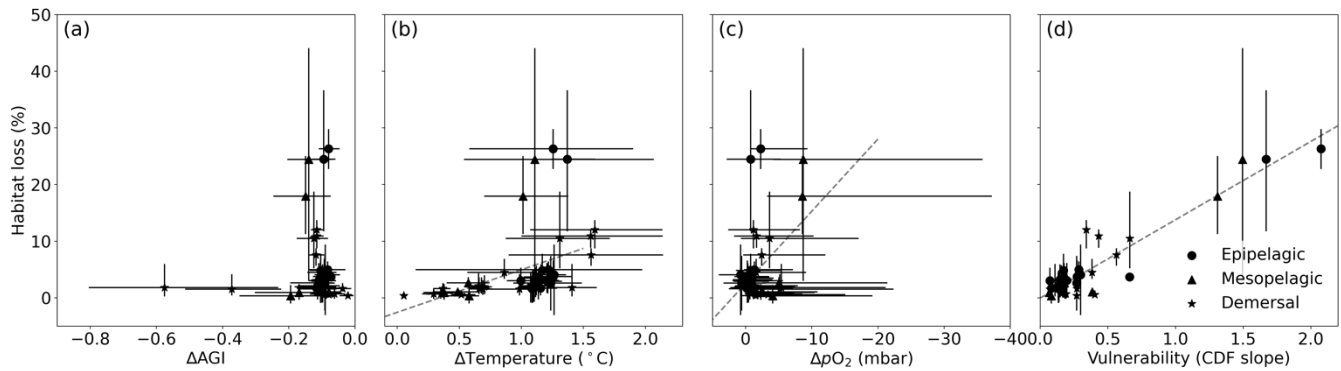 (a)
(b)
(c)
(d)
Habitat loss (%)
50
40
30
20
10
0
−0.8
−0.6
−0.4
−0.2
0.0
ΔAGI
0.0
0.5
1.0
1.5
2.0
ΔTemperature (°C)
0
−10
−20
−30
−40
ΔpO₂ (mbar)
0.0
0.5
1.0
1.5
2.0
Vulnerability (CDF slope)
Epipelagic
Mesopelagic
Demersal